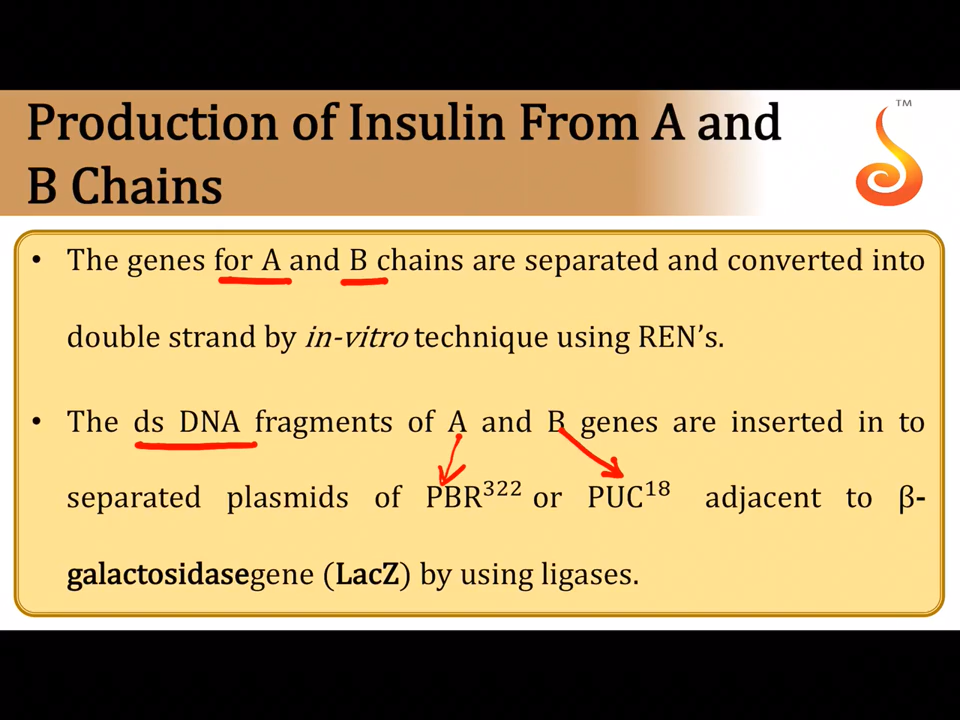 Production of Insulin From A and
B Chains
TM
• The genes for A and B chains are separated and converted into
double strand by in-vitro technique using REN’s.
• The ds DNA fragments of A and B genes are inserted in to
separated plasmids of PBR³²² or PUC¹⁸ adjacent to β-
galactosidasegene (LacZ) by using ligases.